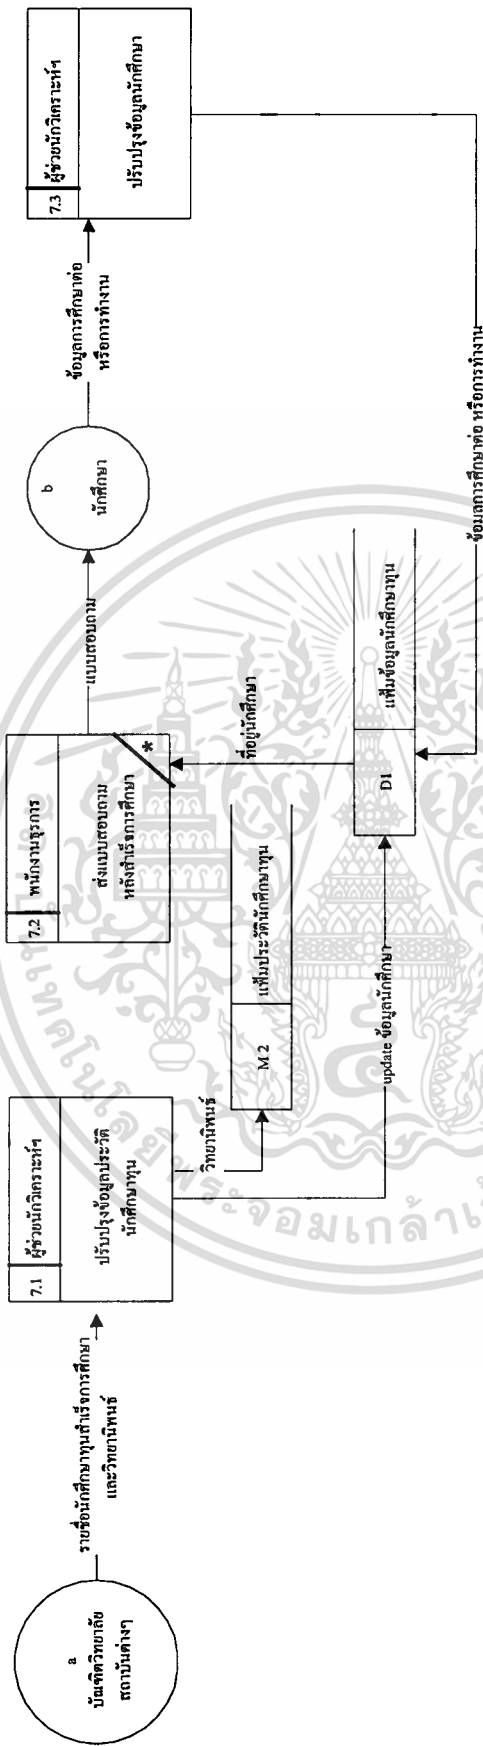 a
บัณฑิตวิทยาลัย
สถาบันต่างๆ
รายชื่อนักศึกษาทุนสำเร็จการศึกษา
และวิทยานิพนธ์
7.1 ผู้ช่วยนักวิเคราะห์ฯ
ปรับปรุงข้อมูลประวัติ
นักศึกษาทุน
วิทยานิพนธ์
M 2 แฟ้มประวัตินักศึกษาทุน
update ข้อมูลนักศึกษา
7.2 พนักงานธุรการ
ส่งแบบสอบถาม
หลังสำเร็จการศึกษา
*
ที่อยู่นักศึกษา
D1 แฟ้มข้อมูลนักศึกษาทุน
แบบสอบถาม
b
นักศึกษา
ข้อมูลการศึกษาต่อ
หรือการทำงาน
7.3 ผู้ช่วยนักวิเคราะห์ฯ
ปรับปรุงข้อมูลนักศึกษา
ข้อมูลการศึกษาต่อ หรือการทำงาน